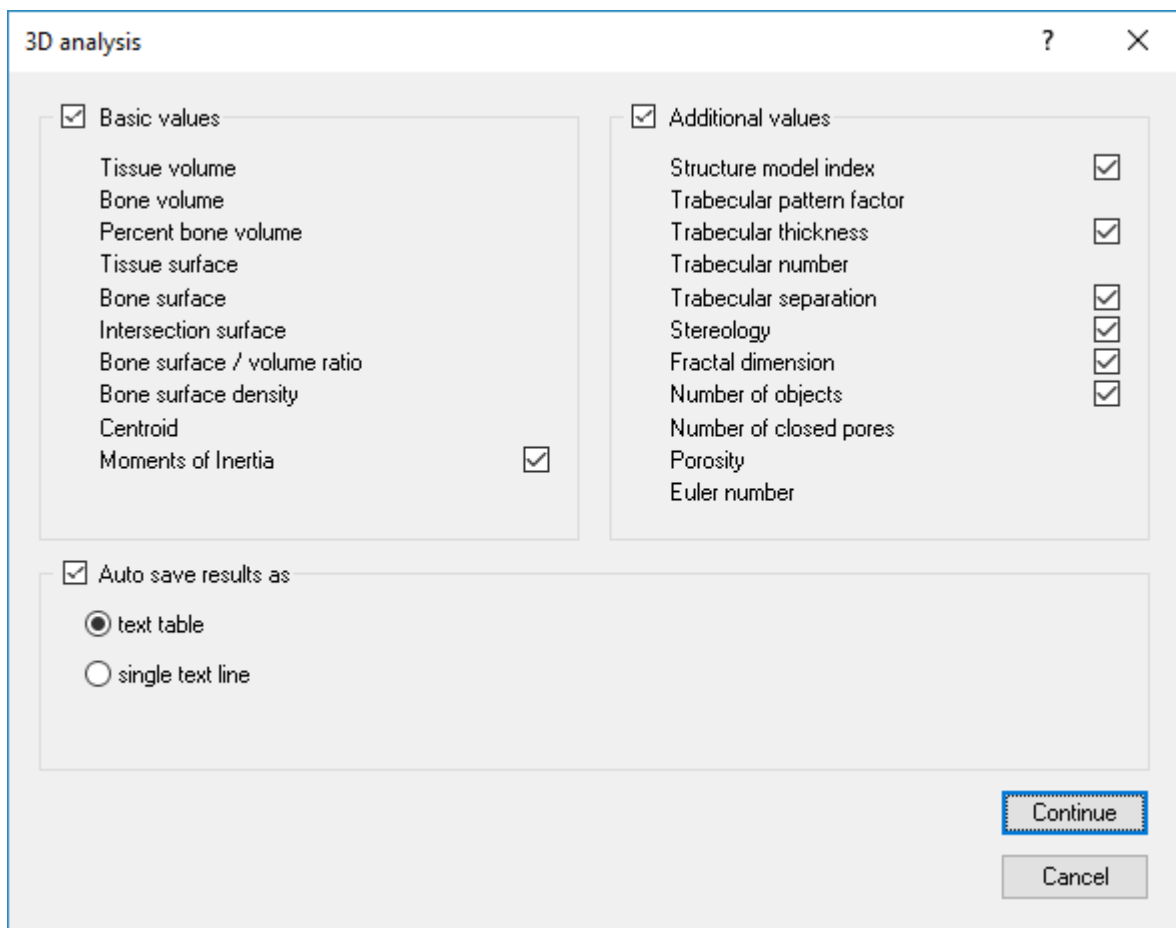 3D analysis
?
Basic values
Tissue volume
Bone volume
Percent bone volume
Tissue surface
Bone surface
Intersection surface
Bone surface / volume ratio
Bone surface density
Centroid
Moments of Inertia
Additional values
Structure model index
Trabecular pattern factor
Trabecular thickness
Trabecular number
Trabecular separation
Stereology
Fractal dimension
Number of objects
Number of closed pores
Porosity
Euler number
Auto save results as
text table
single text line
Continue
Cancel